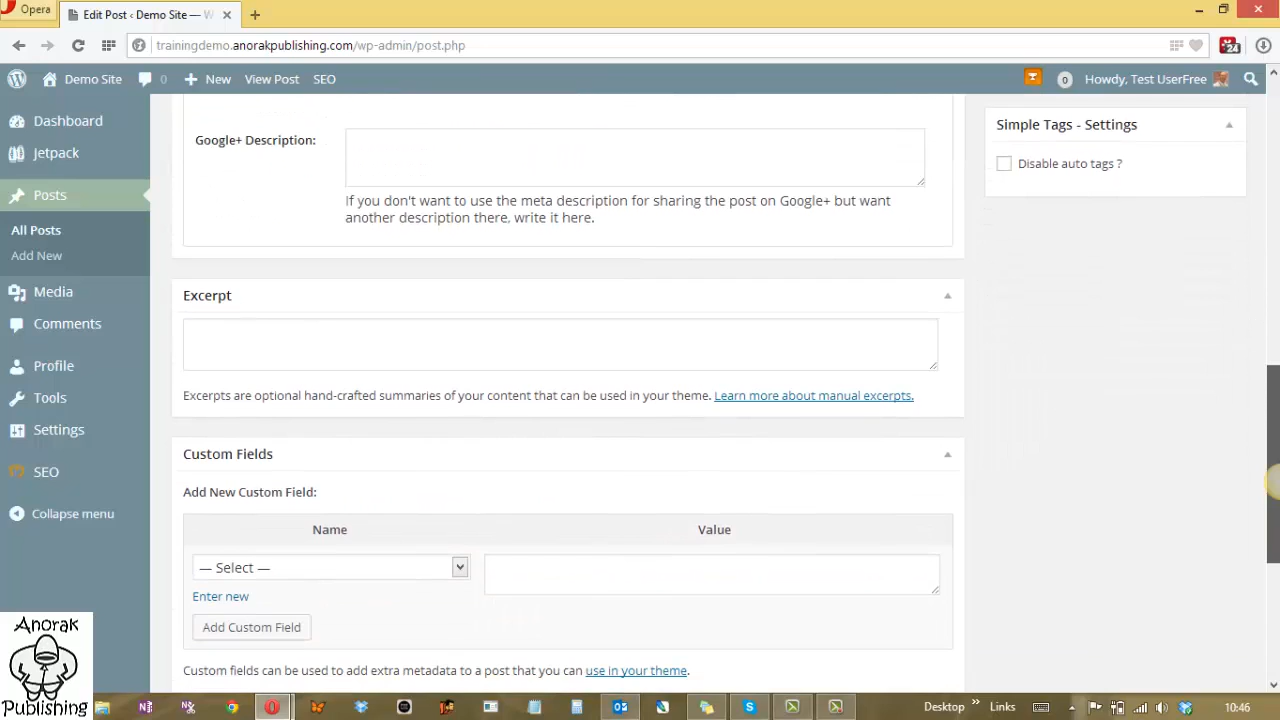 Opera
Edit Post ‹ Demo Site — W
trainingdemo.anorakpublishing.com/wp-admin/post.php
24
Demo Site
0
New
View Post
SEO
0
Howdy, Test UserFree
Dashboard
Jetpack
Posts
All Posts
Add New
Media
Comments
Profile
Tools
Settings
SEO
Collapse menu
Google+ Description:
If you don't want to use the meta description for sharing the post on Google+ but want
another description there, write it here.
Excerpt
Excerpts are optional hand-crafted summaries of your content that can be used in your theme. Learn more about manual excerpts.
Custom Fields
Add New Custom Field:
Name
Value
— Select —
Enter new
Add Custom Field
Custom fields can be used to add extra metadata to a post that you can use in your theme.
Simple Tags - Settings
Disable auto tags ?
Anorak
Publishing
Desktop
Links
10:46